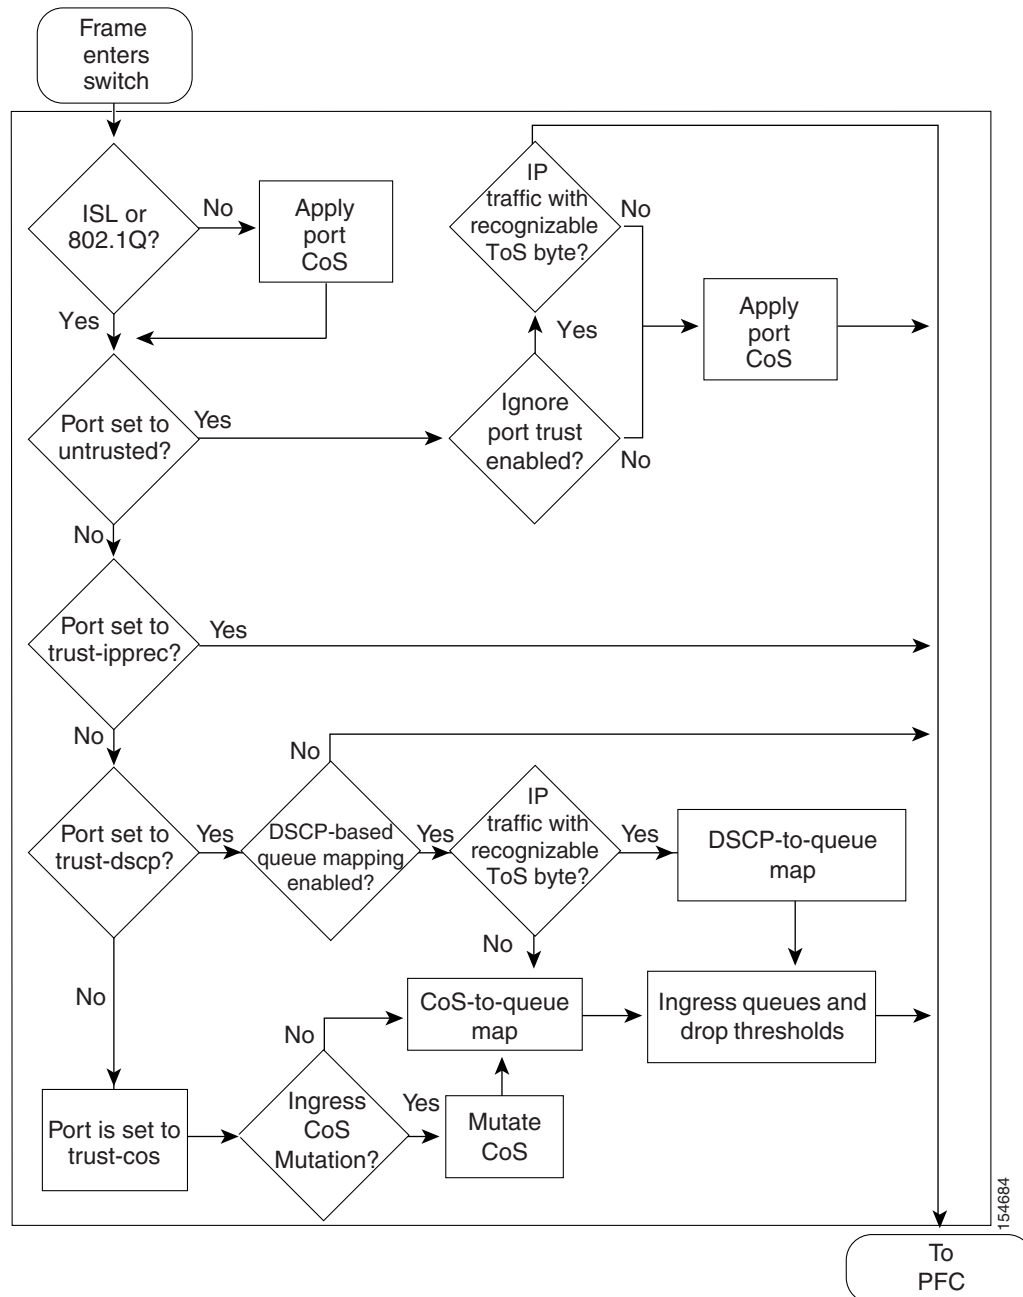 Frame
enters
switch
ISL or
802.1Q?
No
Apply
port
CoS
Yes
IP
traffic with
recognizable
ToS byte?
No
Apply
port
CoS
Yes
Port set to
untrusted?
Yes
Ignore
port trust
enabled?
No
No
Port set to
trust-ipprec?
Yes
No
Port set to
trust-dscp?
Yes
No
DSCP-based
queue mapping
enabled?
Yes
IP
traffic with
recognizable
ToS byte?
Yes
DSCP-to-queue
map
No
No
CoS-to-queue
map
Ingress queues and
drop thresholds
Port is set to
trust-cos
No
Ingress
CoS
Mutation?
Yes
Mutate
CoS
154684
To
PFC